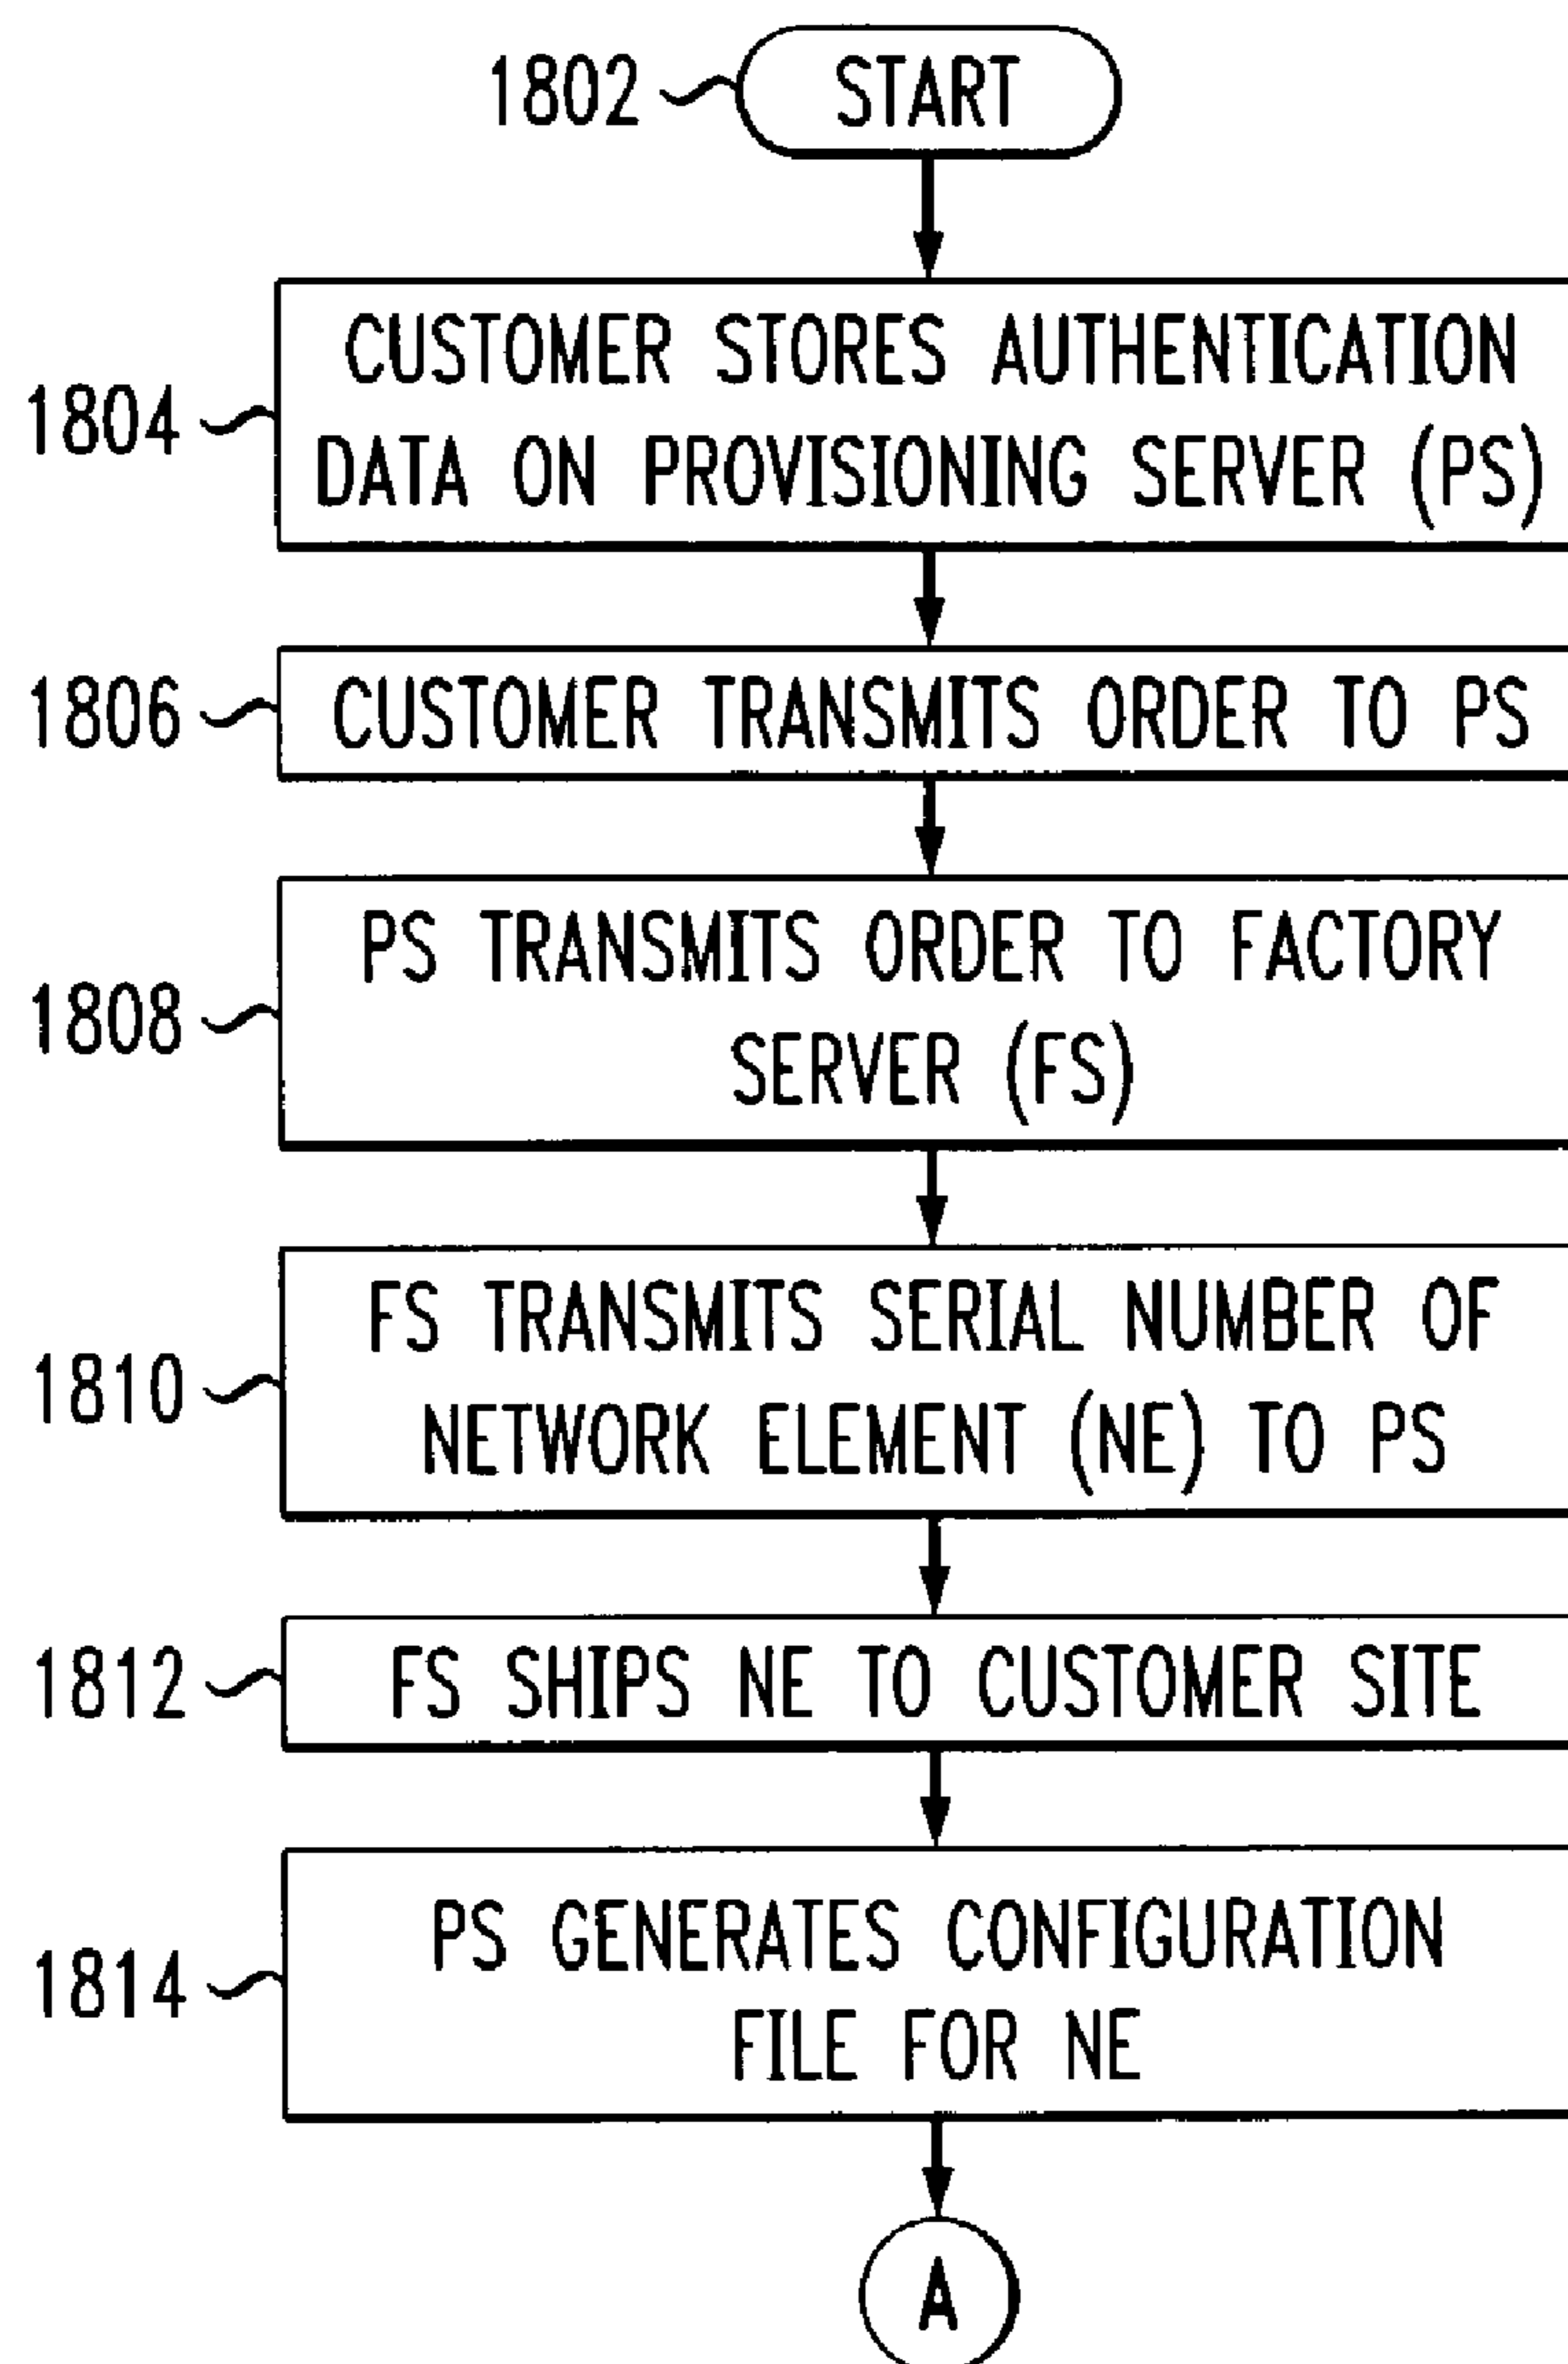 1802 START
1804
CUSTOMER STORES AUTHENTICATION
DATA ON PROVISIONING SERVER (PS)
1806 CUSTOMER TRANSMITS ORDER TO PS
1808
PS TRANSMITS ORDER TO FACTORY
SERVER (FS)
1810
FS TRANSMITS SERIAL NUMBER OF
NETWORK ELEMENT (NE) TO PS
1812 FS SHIPS NE TO CUSTOMER SITE
1814
PS GENERATES CONFIGURATION
FILE FOR NE
A